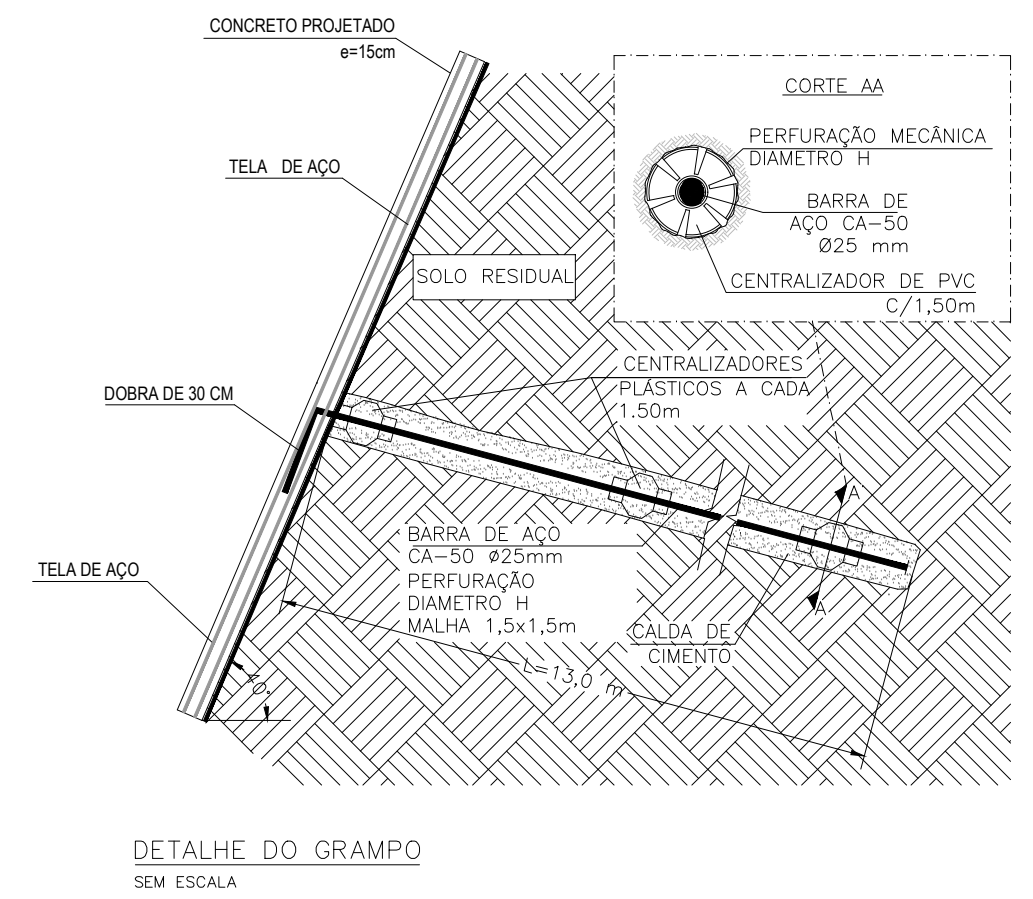 CONCRETO PROJETADO
e=15cm
TELA DE AÇO
SOLO RESIDUAL
CORTE AA
PERFURAÇÃO MECÂNICA
DIAMETRO H
BARRA DE
AÇO CA-50
Ø25 mm
CENTRALIZADOR DE PVC
C/1,50m
CENTRALIZADORES
PLÁSTICOS A CADA
1.50m
DOBRA DE 30 CM
A
A
BARRA DE AÇO
CA-50 Ø25mm
PERFURAÇÃO
DIAMETRO H
MALHA 1,5x1,5m
TELA DE AÇO
CALDA DE
CIMENTO
L=13,0 m
40°
DETALHE DO GRAMPO
SEM ESCALA